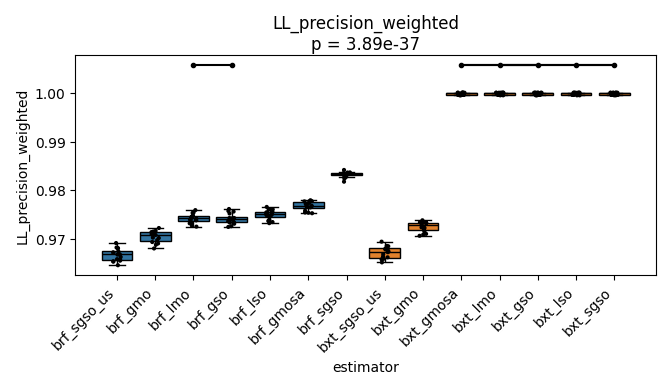 LL_precision_weighted
p = 3.89e-37
LL_precision_weighted
1.00
0.99
0.98
0.97
brf_sgso_us
brf_gmo
brf_lmo
brf_gso
brf_lso
brf_gmosa
brf_sgso
bxt_sgso_us
bxt_gmo
bxt_gmosa
bxt_lmo
bxt_gso
bxt_lso
bxt_sgso
estimator